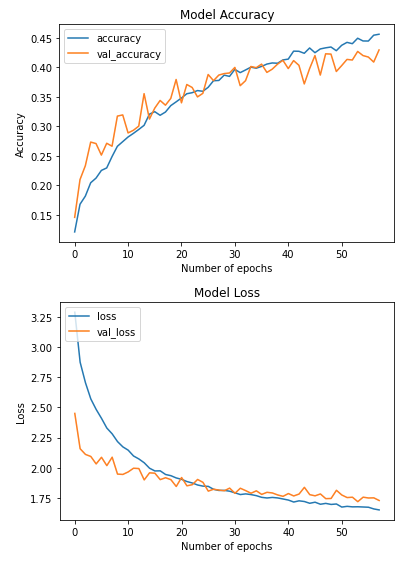 Model Accuracy
accuracy
val_accuracy
0.45
0.40
0.35
0.30
0.25
0.20
0.15
Accuracy
0 10 20 30 40 50
Number of epochs
Model Loss
loss
val_loss
3.25
3.00
2.75
2.50
2.25
2.00
1.75
Loss
0 10 20 30 40 50
Number of epochs